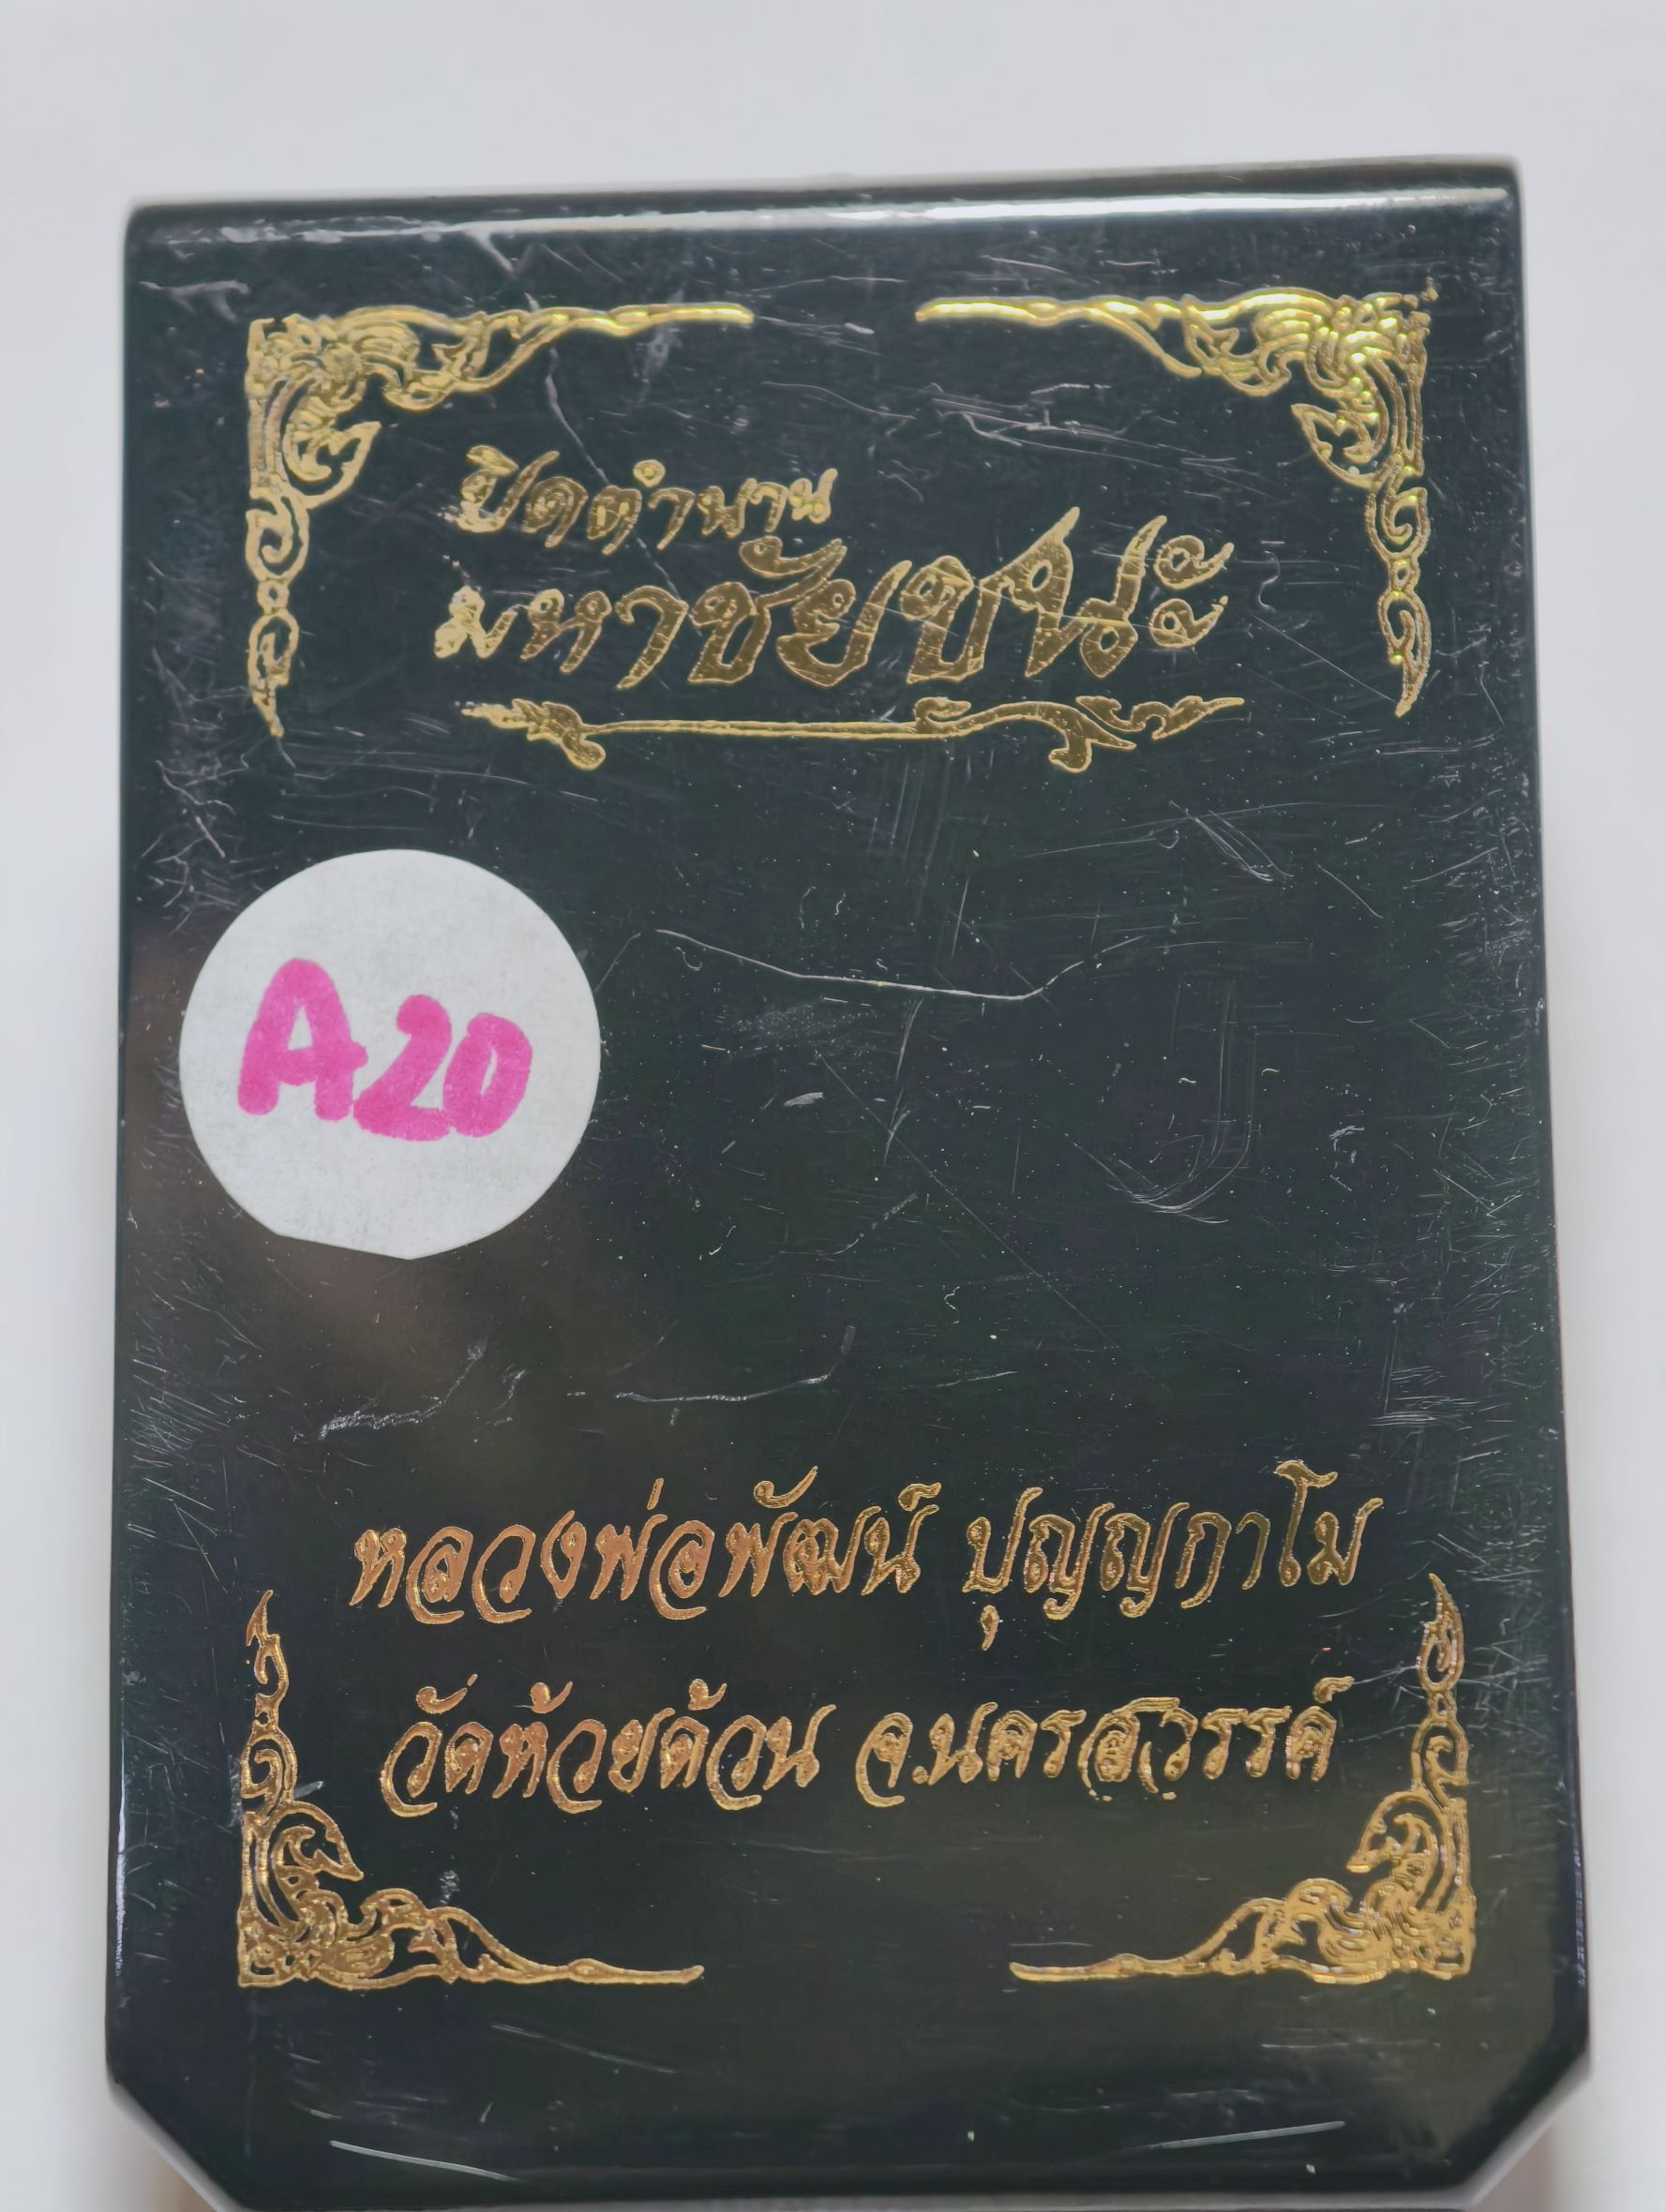 ปิดตำนาน
มหาชัยชนะ
A20
หลวงพ่อพัฒน์ ปุญญกาโม
วัดห้วยด้วน จ.นครสวรรค์